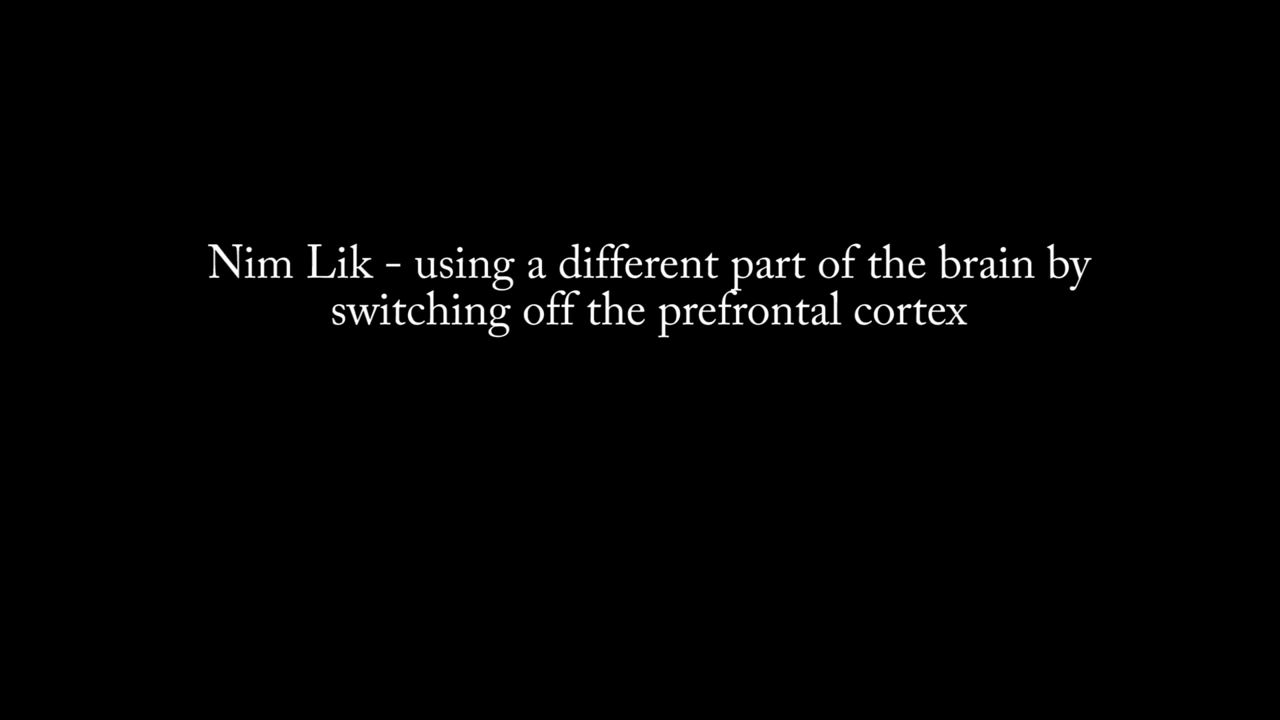 Nim Lik - using a different part of the brain by
switching off the prefrontal cortex